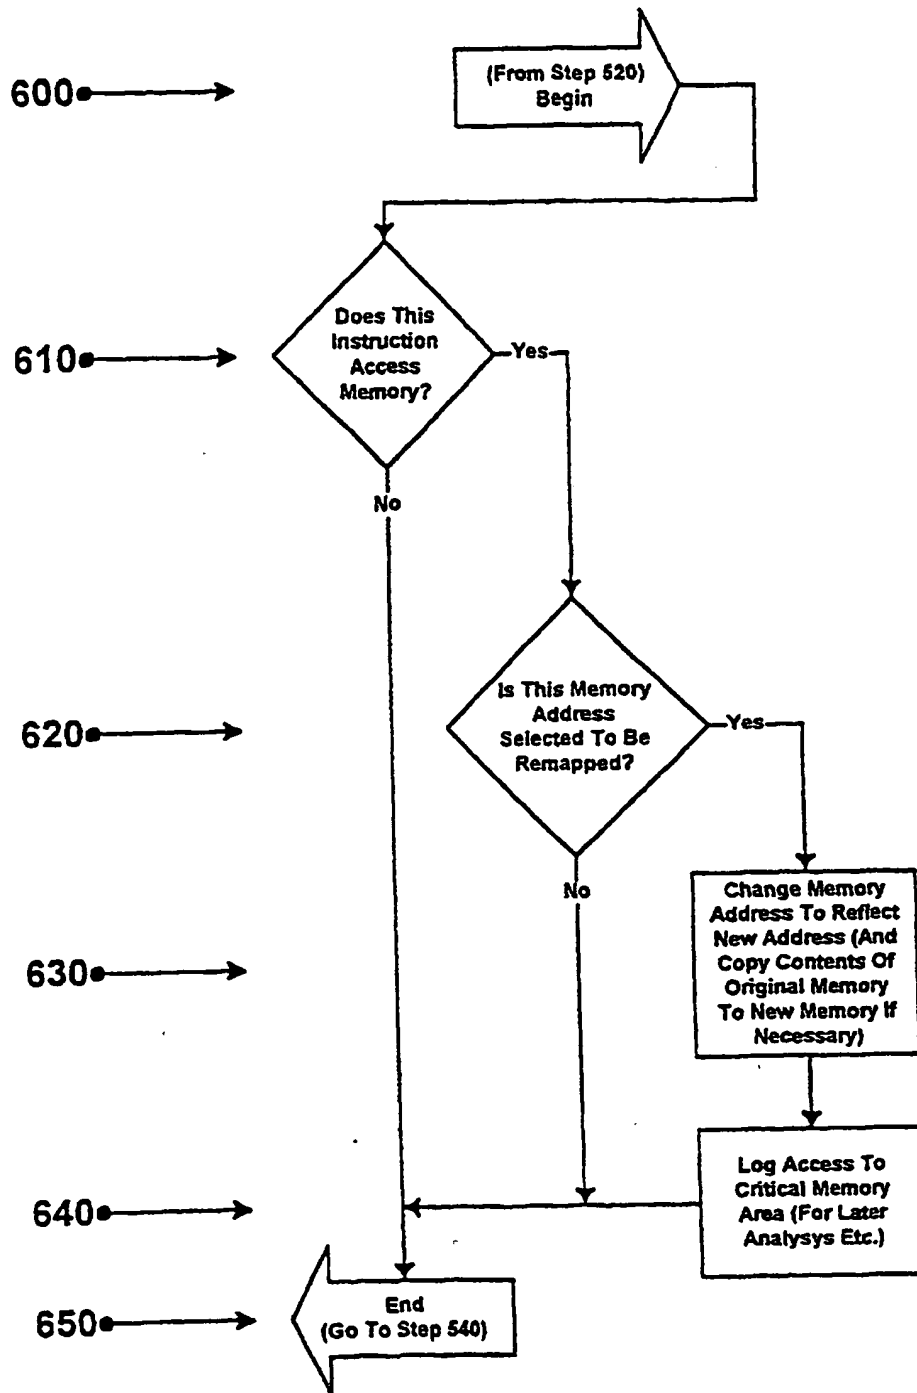 600
(From Step 520)
Begin
610
Does This
Instruction
Access
Memory?
Yes
No
620
Is This Memory
Address
Selected To Be
Remapped?
Yes
No
630
Change Memory
Address To Reflect
New Address (And
Copy Contents Of
Original Memory
To New Memory If
Necessary)
640
Log Access To
Critical Memory
Area (For Later
Analysys Etc.)
650
End
(Go To Step 540)